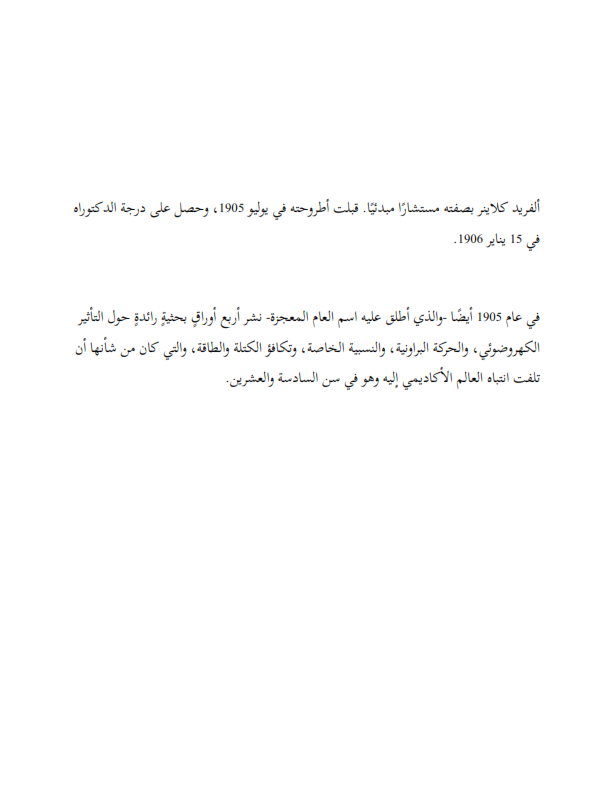 ألفريد كلاينر بصفته مستشارًا مبدئيًا. قبلت أطروحته في يوليو 1905، وحصل على درجة الدكتوراه
في 15 يناير 1906.
في عام 1905 أيضًا -والذي أطلق عليه اسم العام المعجزة- نشر أربع أوراقٍ بحثيةٍ رائدةٍ حول التأثير
الكهروضوئي، والحركة البراونية، والنسبية الخاصة، وتكافؤ الكتلة والطاقة، والتي كان من شأنها أن
تلفت انتباه العالم الأكاديمي إليه وهو في سن السادسة والعشرين.